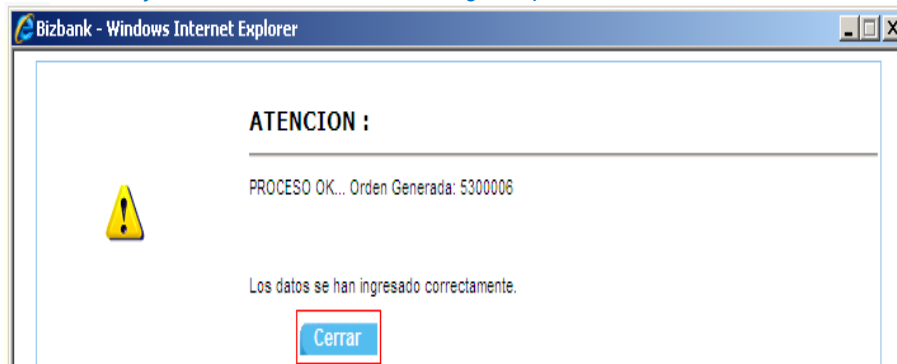 Bizbank - Windows Internet Explorer
ATENCION :
PROCESO OK... Orden Generada: 5300006
Los datos se han ingresado correctamente.
Cerrar